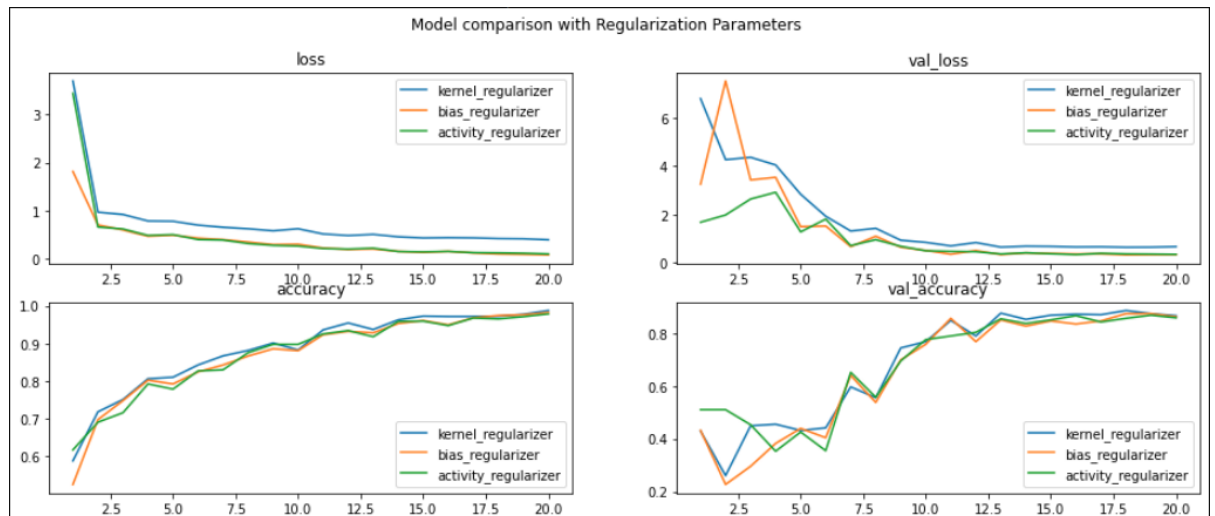 Model comparison with Regularization Parameters
loss
3
2
1
0
kernel_regularizer
bias_regularizer
activity_regularizer
2.5 5.0 7.5 10.0 12.5 15.0 17.5 20.0
val_loss
6
4
2
0
kernel_regularizer
bias_regularizer
activity_regularizer
2.5 5.0 7.5 10.0 12.5 15.0 17.5 20.0
accuracy
1.0
0.9
0.8
0.7
0.6
kernel_regularizer
bias_regularizer
activity_regularizer
2.5 5.0 7.5 10.0 12.5 15.0 17.5 20.0
val_accuracy
0.8
0.6
0.4
0.2
kernel_regularizer
bias_regularizer
activity_regularizer
2.5 5.0 7.5 10.0 12.5 15.0 17.5 20.0